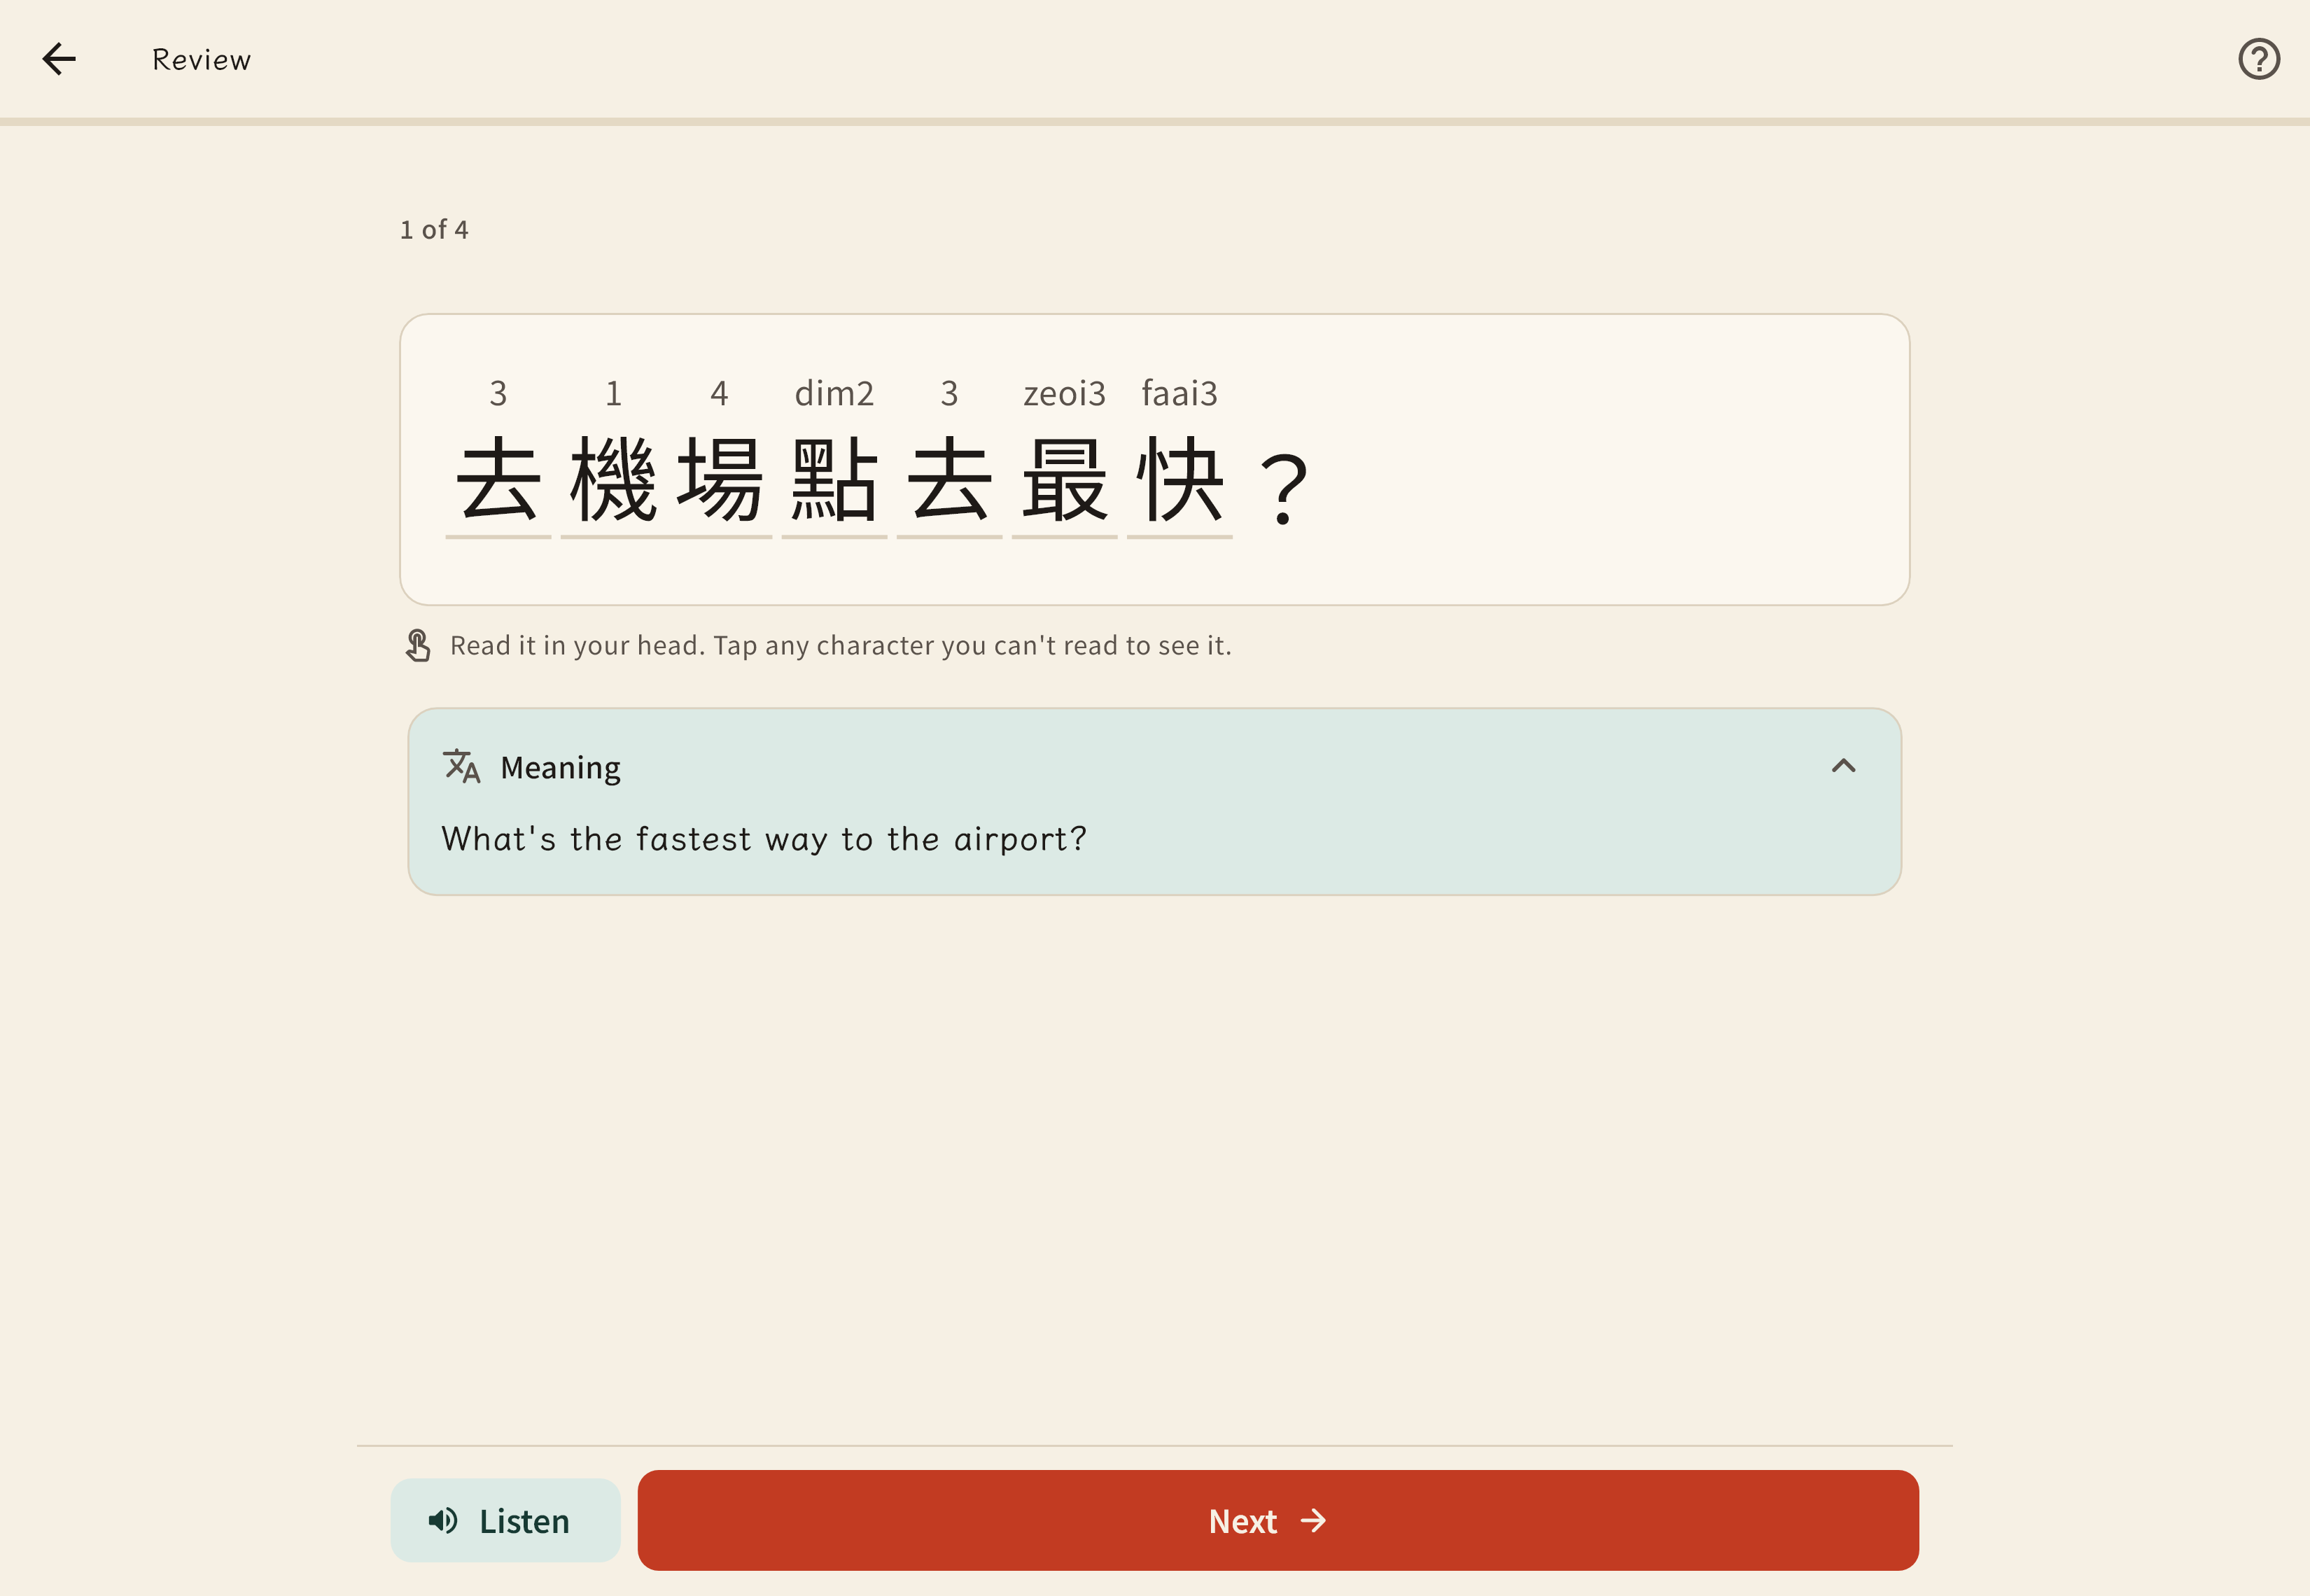 Review
1 of 4
3 1 4 dim2 3 zeoi3 faai3
去機場點去最快？
Read it in your head. Tap any character you can't read to see it.
Meaning
What's the fastest way to the airport?
Listen
Next